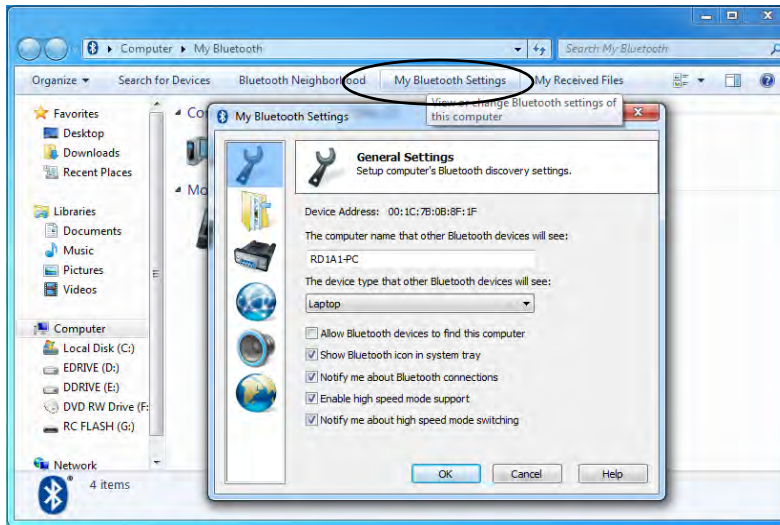 Computer ▸ My Bluetooth
Search My Bluetooth
Organize ▾ Search for Devices Bluetooth Neighborhood My Bluetooth Settings My Received Files
View or change Bluetooth settings of
this computer
Favorites
Desktop
Downloads
Recent Places
Libraries
Documents
Music
Pictures
Videos
Computer
Local Disk (C:)
EDRIVE (D:)
DDRIVE (E:)
DVD RW Drive (F:
RC FLASH (G:)
Network
4 items
My Bluetooth Settings
General Settings
Setup computer's Bluetooth discovery settings.
Device Address: 00:1C:7B:0B:8F:1F
The computer name that other Bluetooth devices will see:
RD1A1-PC
The device type that other Bluetooth devices will see:
Laptop
Allow Bluetooth devices to find this computer
Show Bluetooth icon in system tray
Notify me about Bluetooth connections
Enable high speed mode support
Notify me about high speed mode switching
OK Cancel Help